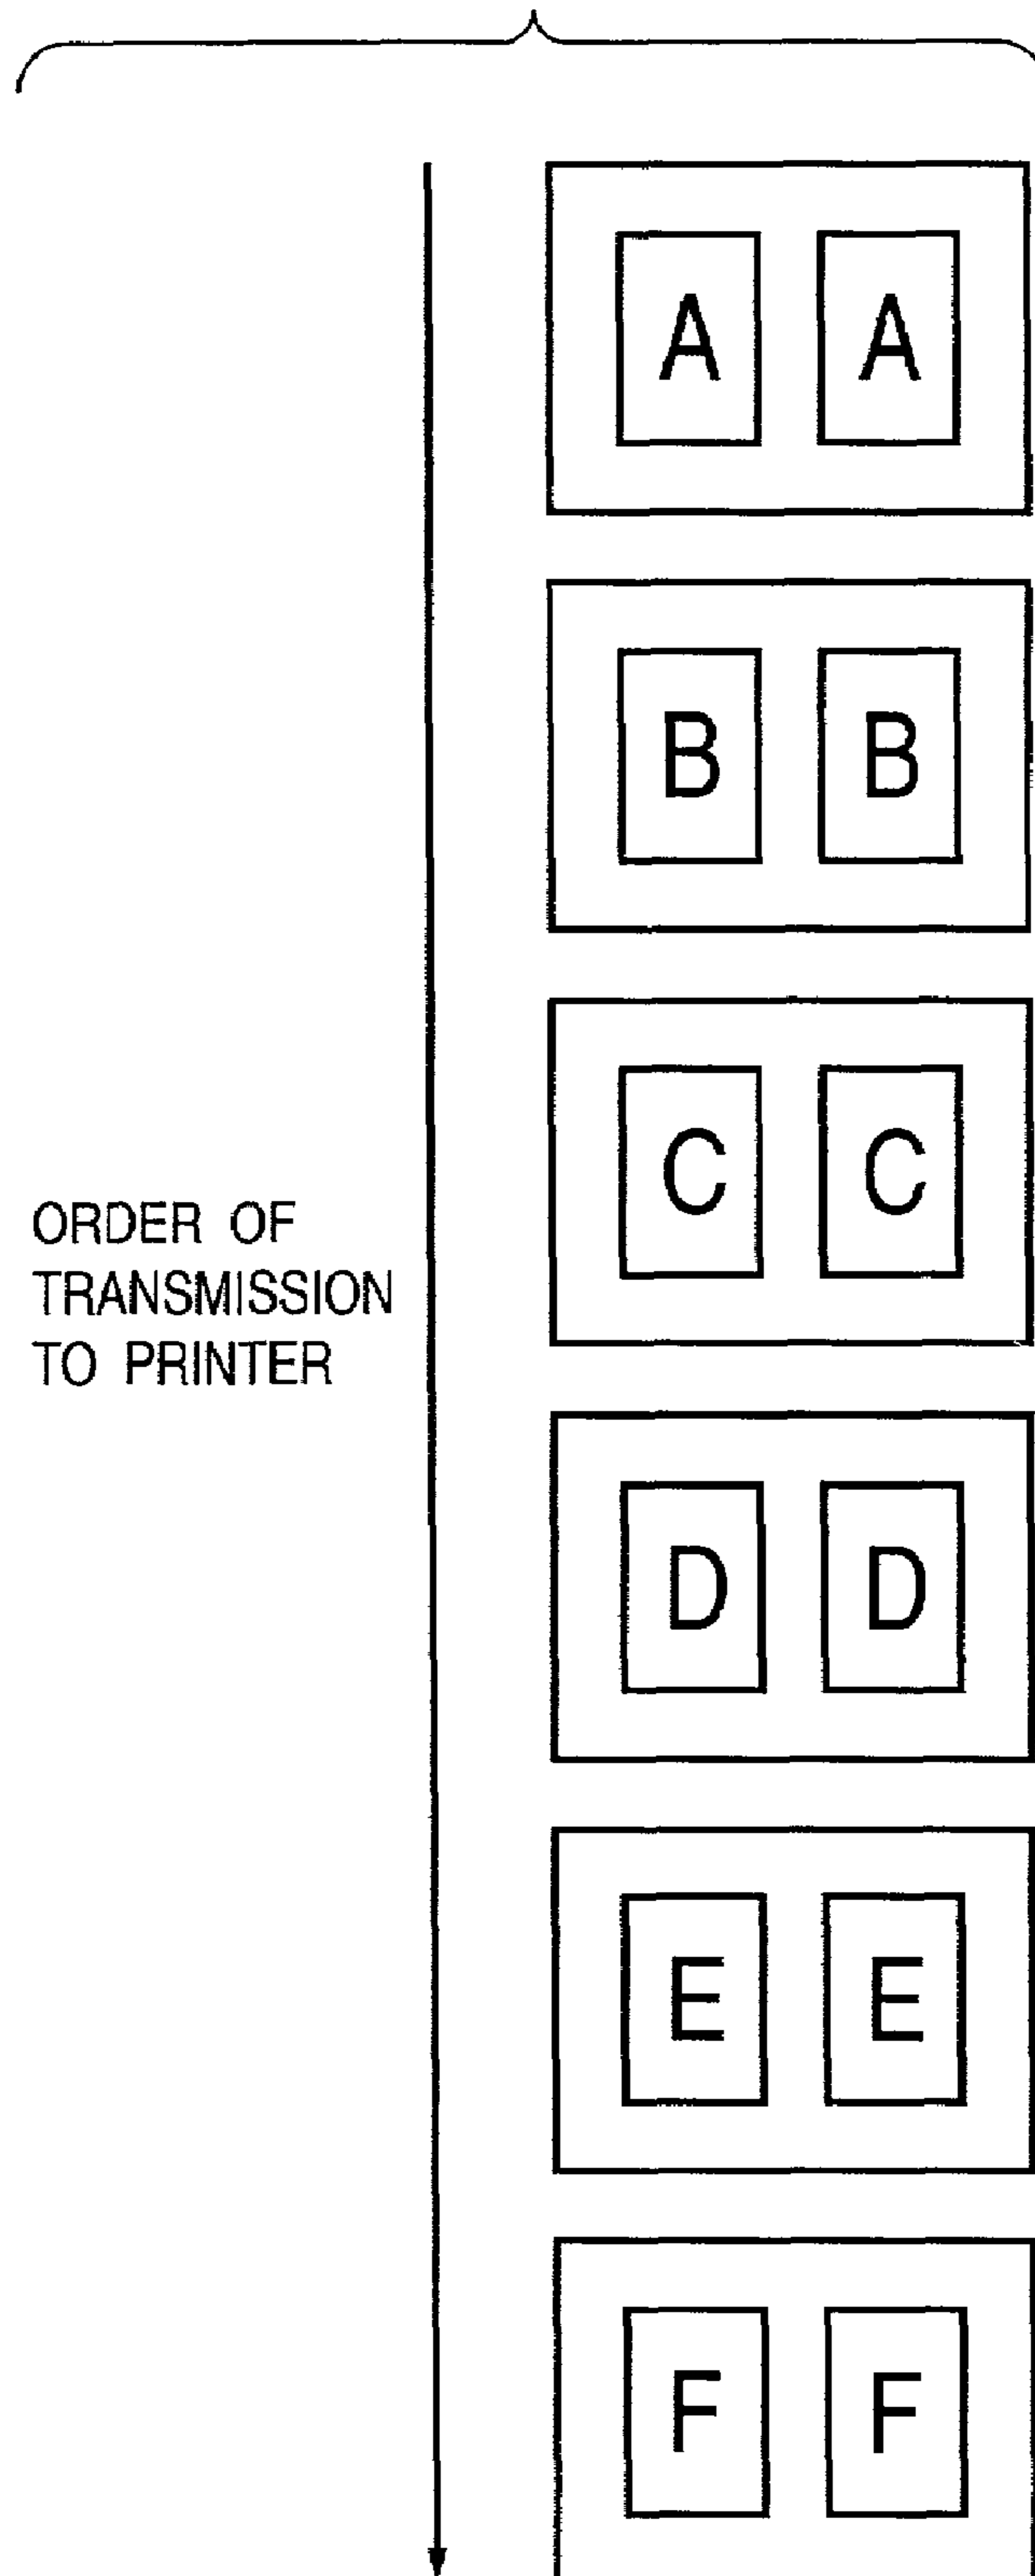 A A
B B
C C
ORDER OF
TRANSMISSION
TO PRINTER
D D
E E
F F